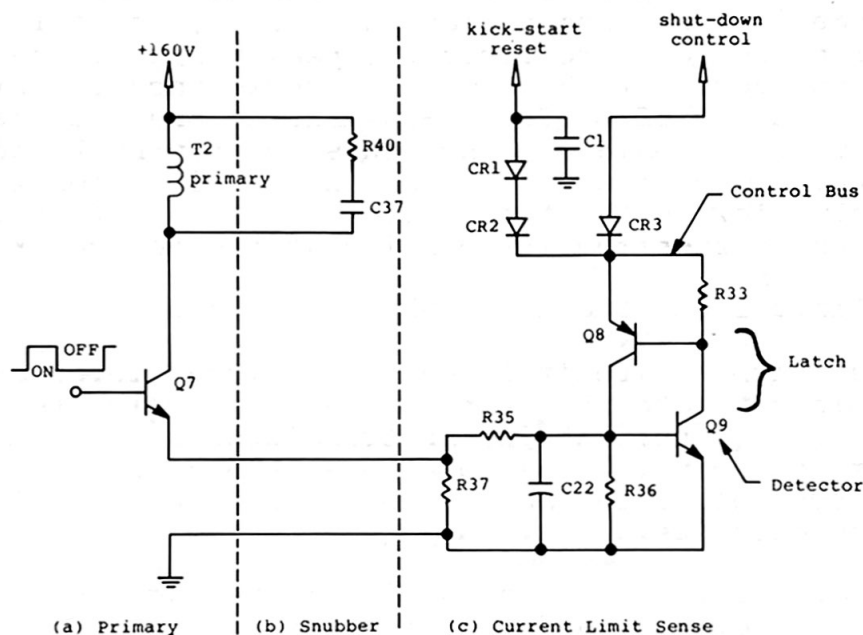 kick-start
reset
shut-down
control
+160V
T2
primary
R40
C37
C1
CR1
CR2
CR3
Control Bus
R33
Q8
Latch
OFF
ON
Q7
R35
Q9
R37
C22
R36
Detector
(a) Primary
(b) Snubber
(c) Current Limit Sense